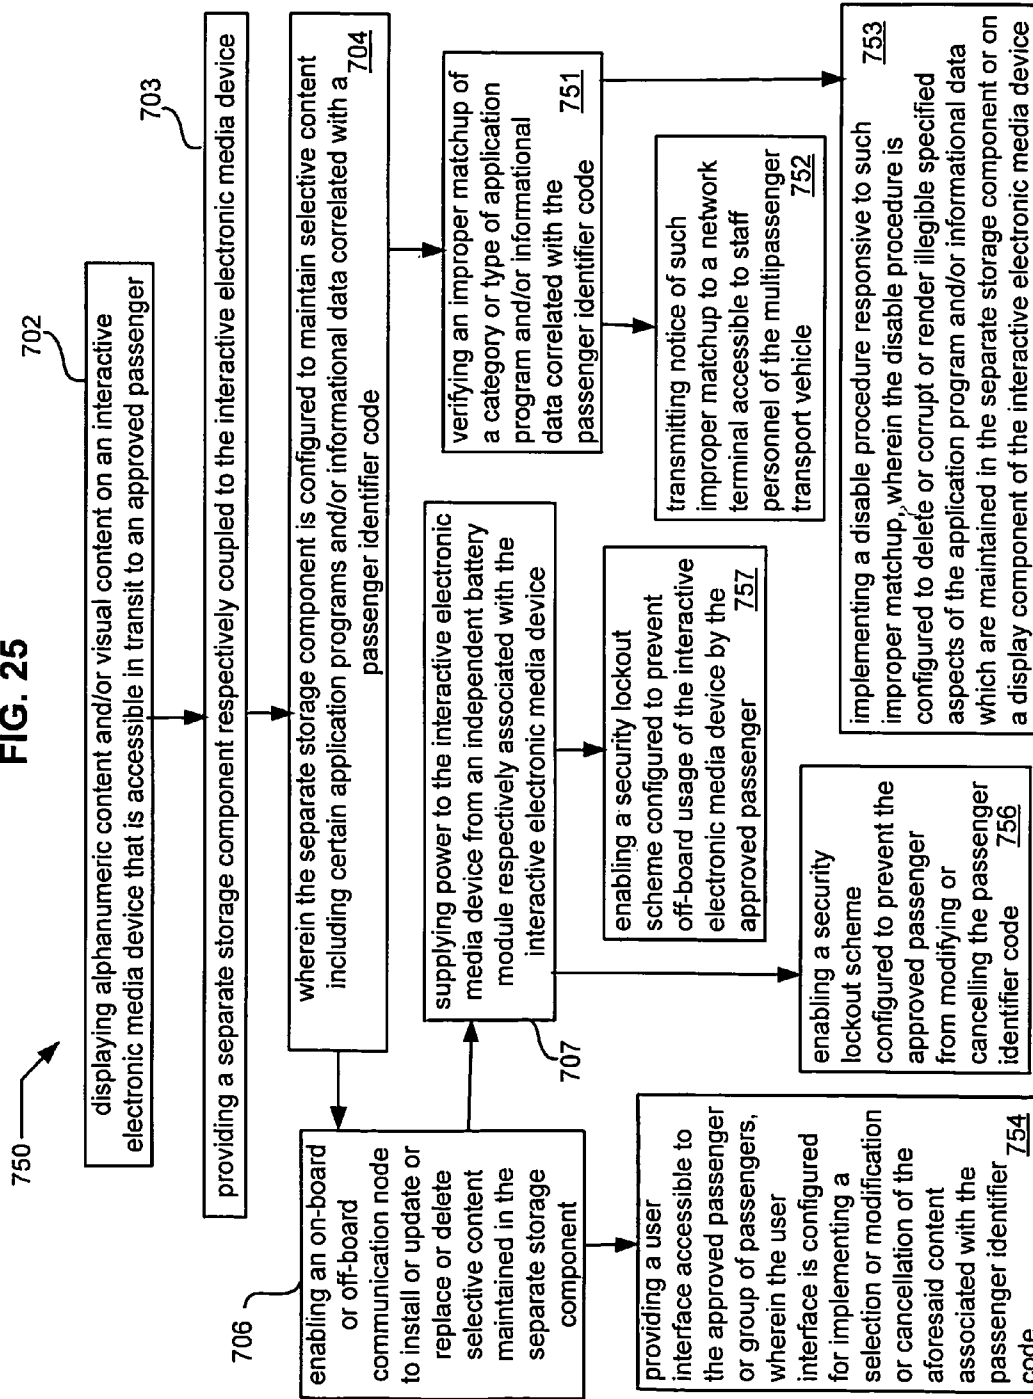 FIG. 25
750
702
displaying alphanumeric content and/or visual content on an interactive
electronic media device that is accessible in transit to an approved passenger
703
providing a separate storage component respectively coupled to the interactive electronic media device
wherein the separate storage component is configured to maintain selective content
including certain application programs and/or informational data correlated with a
passenger identifier code
704
706
enabling an on-board
or off-board
communication node
to install or update or
replace or delete
selective content
maintained in the
separate storage
component
supplying power to the interactive electronic
media device from an independent battery
module respectively associated with the
interactive electronic media device
707
verifying an improper matchup of
a category or type of application
program and/or informational
data correlated with the
passenger identifier code
751
transmitting notice of such
improper matchup to a network
terminal accessible to staff
personnel of the multipassenger
transport vehicle
752
enabling a security lockout
scheme configured to prevent
off-board usage of the interactive
electronic media device by the
approved passenger
757
providing a user
interface accessible to
the approved passenger
or group of passengers,
wherein the user
interface is configured
for implementing a
selection or modification
or cancellation of the
aforesaid content
associated with the
passenger identifier
code
754
enabling a security
lockout scheme
configured to prevent the
approved passenger
from modifying or
cancelling the passenger
identifier code
756
implementing a disable procedure responsive to such
improper matchup, wherein the disable procedure is
configured to delete or corrupt or render illegible specified
aspects of the application program and/or informational data
which are maintained in the separate storage component or on
a display component of the interactive electronic media device
753